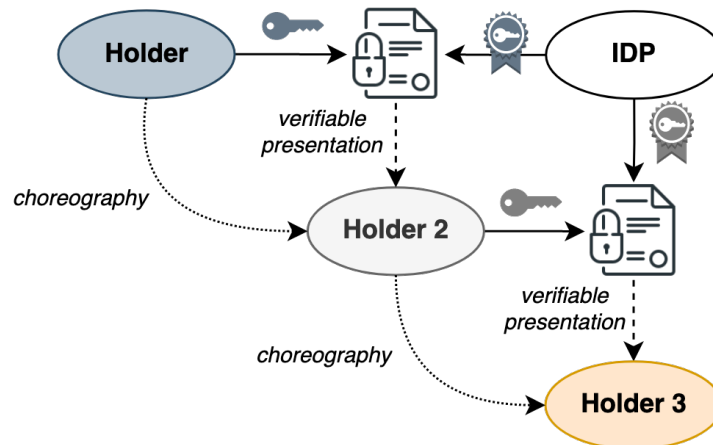 Holder
IDP
verifiable
presentation
choreography
Holder 2
verifiable
presentation
choreography
Holder 3